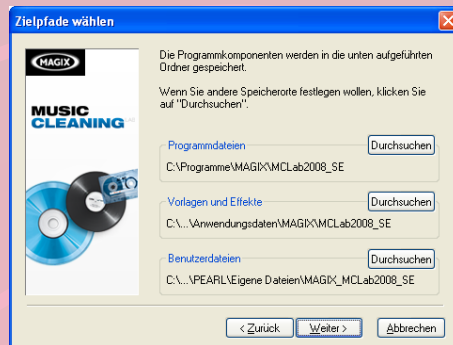 Zielpfade wählen
MAGIX
MUSIC
CLEANING
Die Programmkomponenten werden in die unten aufgeführten
Ordner gespeichert.
Wenn Sie andere Speicherorte festlegen wollen, klicken Sie
auf "Durchsuchen".
Programmdateien
Durchsuchen
C:\Programme\MAGIX\MCLab2008_SE
Vorlagen und Effekte
Durchsuchen
C:\...\Anwendungsdaten\MAGIX\MCLab2008_SE
Benutzerdateien
Durchsuchen
C:\...\PEARL\Eigene Dateien\MAGIX_MCLab2008_SE
< Zurück
Weiter >
Abbrechen